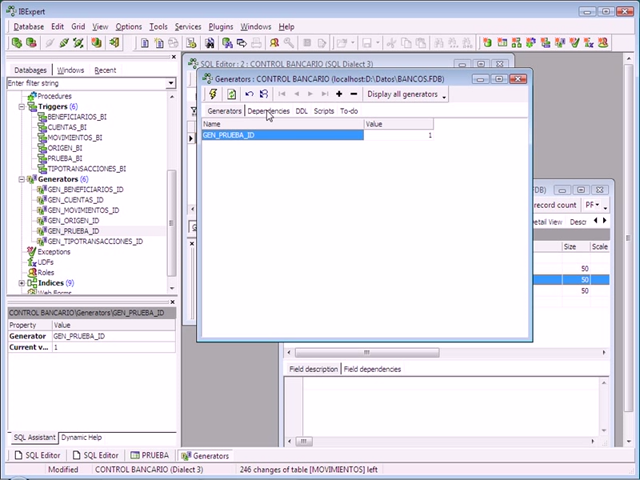 IBExpert
Database Edit Grid View Options Tools Services Plugins Windows Help
Databases Windows Recent
Enter filter string
Procedures
Triggers (6)
BENEFICIARIOS_BI
CUENTAS_BI
MOVIMIENTOS_BI
ORIGEN_BI
PRUEBA_BI
TIPOTRANSACCIONES_BI
Generators (6)
GEN_BENEFICIARIOS_ID
GEN_CUENTAS_ID
GEN_MOVIMIENTOS_ID
GEN_ORIGEN_ID
GEN_PRUEBA_ID
GEN_TIPOTRANSACCIONES_ID
Exceptions
UDFs
Roles
Indices (9)
CONTROL BANCARIO\Generators\GEN_PRUEBA_ID
Property Value
Generator GEN_PRUEBA_ID
Current v... 1
SQL Assistant Dynamic Help
SQL Editor : 2 : CONTROL BANCARIO (SQL Dialect 3)
Generators : CONTROL BANCARIO (localhost:D:\Datos\BANCOS.FDB)
Display all generators
Generators Dependencies DDL Scripts To-do
Name Value
GEN_PRUEBA_ID 1
DB)
record count
etail View Descr
Size Scale
50
50
50
Field description Field dependencies
SQL Editor SQL Editor PRUEBA Generators
Modified CONTROL BANCARIO (Dialect 3) 246 changes of table [MOVIMIENTOS] left